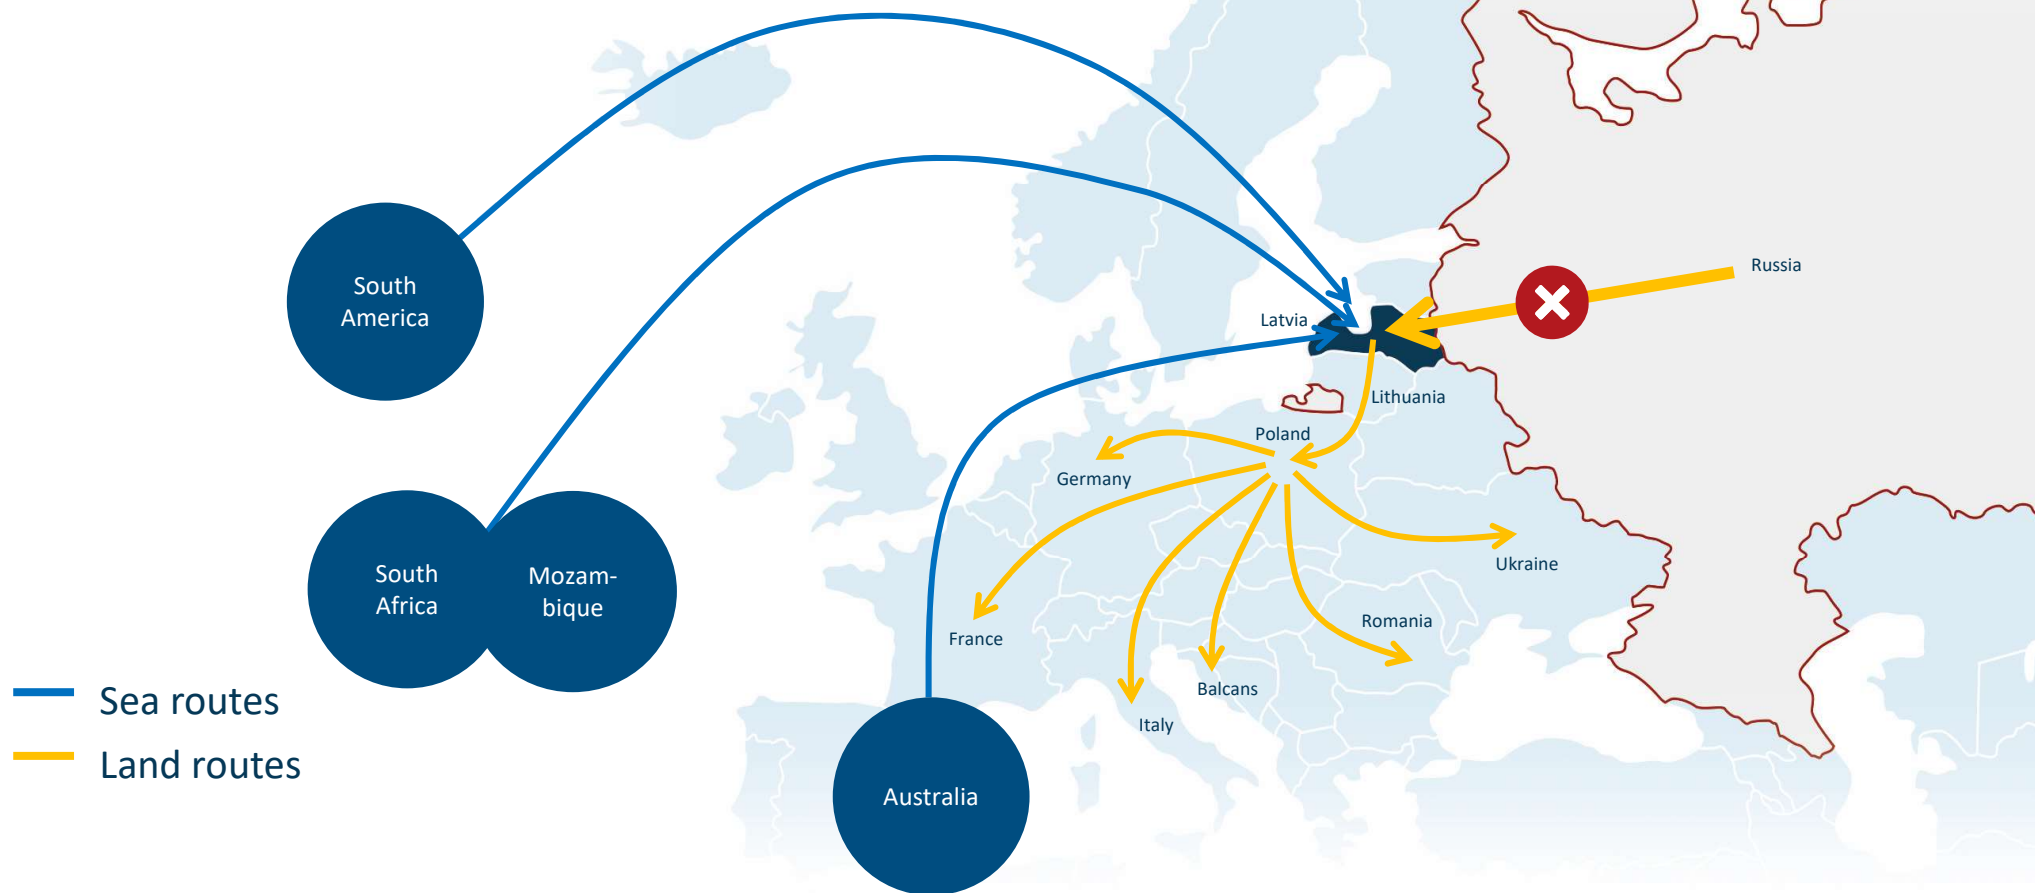 South
America
Russia
Latvia
Lithuania
Poland
Germany
Ukraine
South
Africa
Mozam-
bique
France
Romania
Balcans
Italy
Australia
Sea routes
Land routes